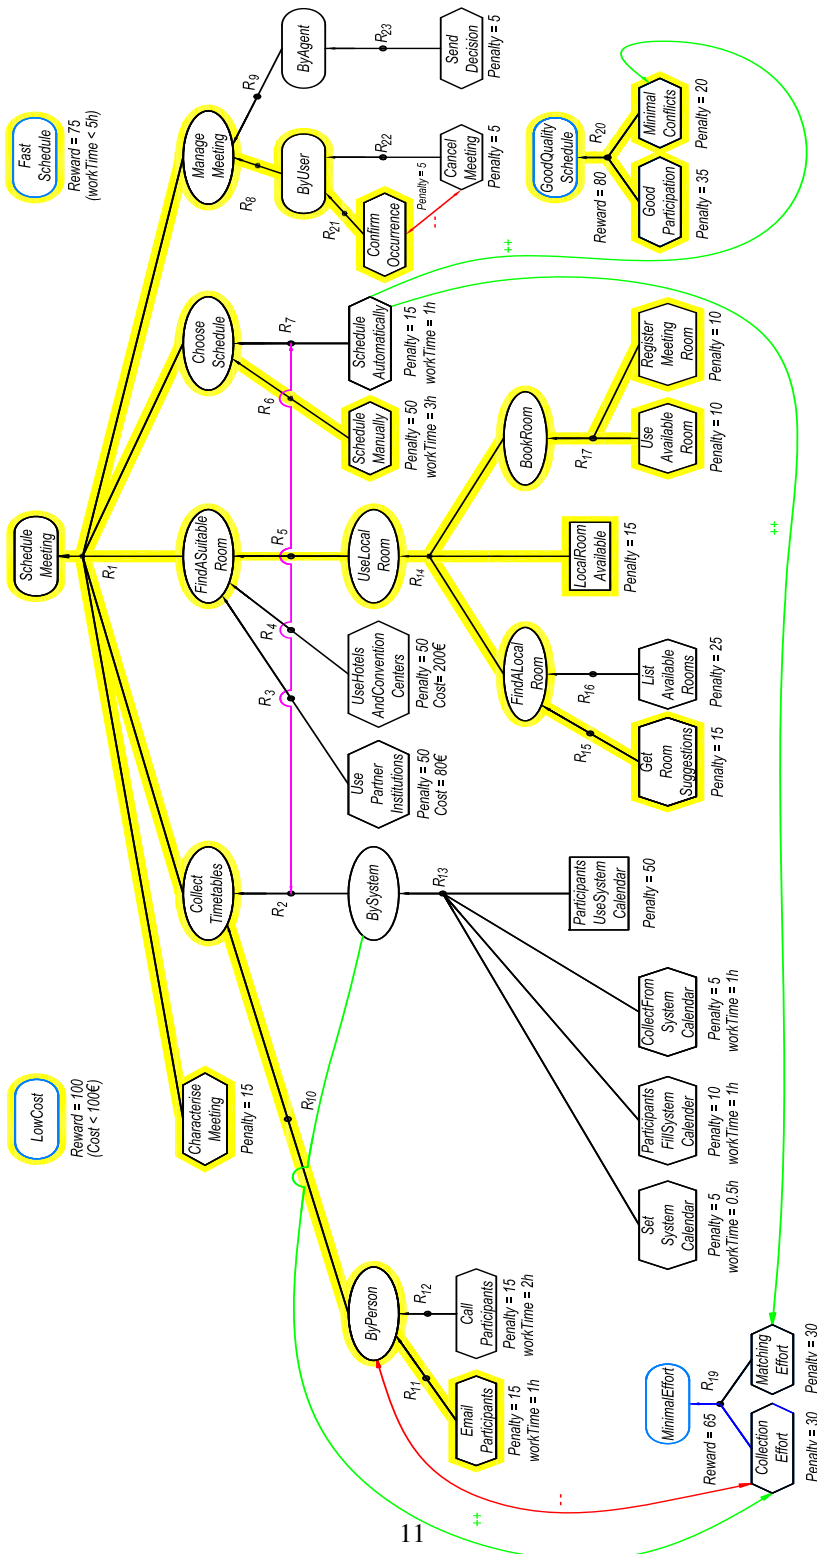 LowCost
Reward = 100
(Cost < 100€)
Schedule
Meeting
Fast
Schedule
Reward = 75
(workTime < 5h)
R1
Characterise
Meeting
Penalty = 15
Collect
Timetables
FindASuitable
Room
Choose
Schedule
Manage
Meeting
R2
R3
R4
R5
R6
R7
R8
R9
R10
ByPerson
BySystem
Use
Partner
Institutions
Penalty = 50
Cost = 80€
UseHotels
AndConvention
Centers
Penalty = 50
Cost= 200€
UseLocal
Room
Schedule
Manually
Penalty = 50
workTime = 3h
Schedule
Automatically
Penalty = 15
workTime = 1h
ByUser
ByAgent
R11
R12
R13
R14
R21
R22
R23
Email
Participants
Penalty = 15
workTime = 1h
Call
Participants
Penalty = 15
workTime = 2h
Confirm
Occurrence
Penalty = 5
--
Cancel
Meeting
Penalty = 5
Send
Decision
Penalty = 5
FindALocal
Room
LocalRoom
Available
Penalty = 15
BookRoom
Participants
UseSystem
Calendar
Penalty = 50
R15
R16
R17
Set
System
Calendar
Penalty = 5
workTime = 0.5h
Participants
FillSystem
Calender
Penalty = 10
workTime = 1h
CollectFrom
System
Calendar
Penalty = 5
workTime = 1h
Get
Room
Suggestions
Penalty = 15
List
Available
Rooms
Penalty = 25
Use
Available
Room
Penalty = 10
Register
Meeting
Room
Penalty = 10
++
GoodQuality
Schedule
Reward = 80
R20
Good
Participation
Penalty = 35
Minimal
Conflicts
Penalty = 20
++
++
--
MinimalEffort
Reward = 65
R19
Collection
Effort
Penalty = 30
Matching
Effort
Penalty = 30
11